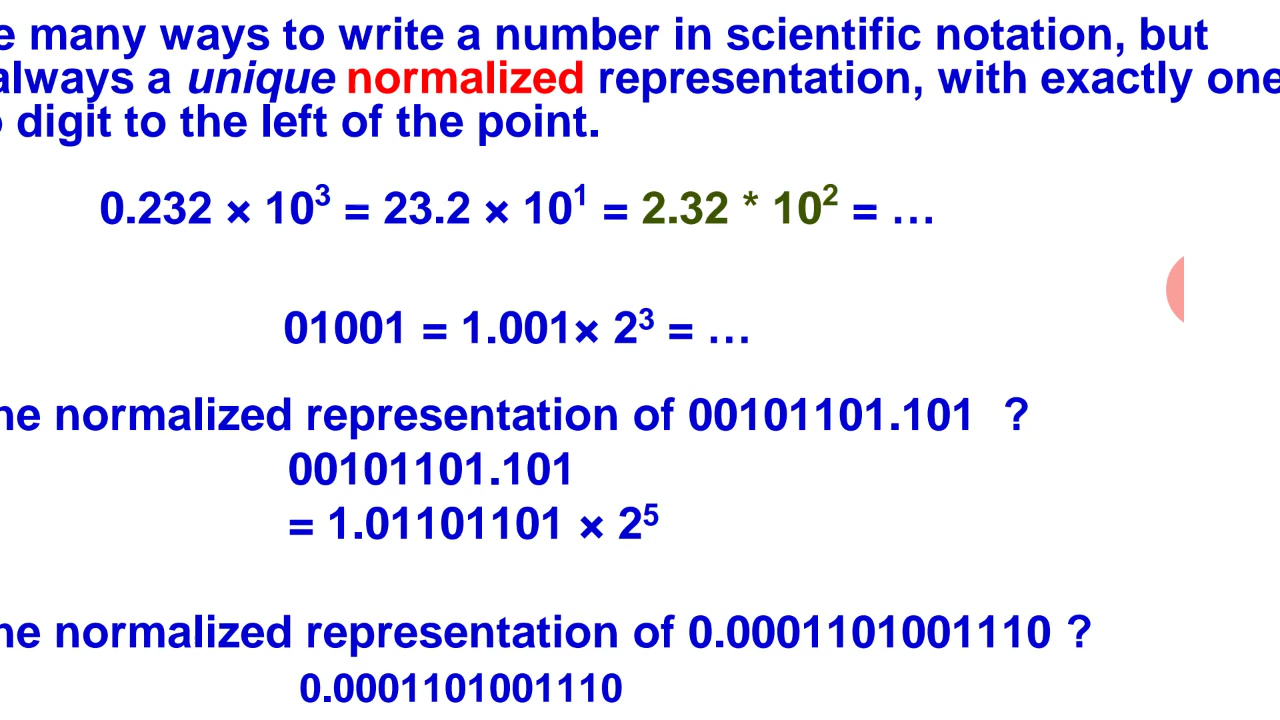 e many ways to write a number in scientific notation, but
always a unique normalized representation, with exactly one
o digit to the left of the point.
0.232 × 10³ = 23.2 × 10¹ = 2.32 * 10² = …
01001 = 1.001× 2³ = …
he normalized representation of 00101101.101 ?
00101101.101
= 1.01101101 × 2⁵
he normalized representation of 0.0001101001110 ?
0.0001101001110